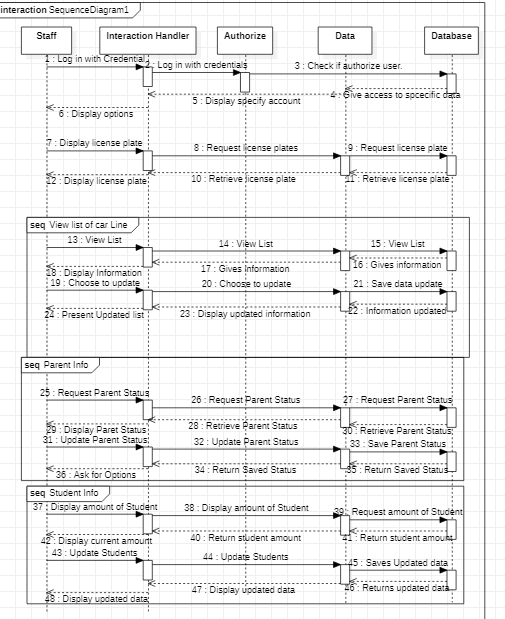 interaction SequenceDiagram1
Staff
Interaction Handler
Authorize
Data
Database
1 : Log in with Credential
2 : Log in with credentials
3 : Check if authorize user.
4 : Give access to specific data
5 : Display specify account
6 : Display options
7 : Display license plate
8 : Request license plates
9 : Request license plate
10 : Retrieve license plate
11 : Retrieve license plate
12 : Display license plate
seq View list of car Line
13 : View List
14 : View List
15 : View List
16 : Gives information
17 : Gives Information
18 : Display Information
19 : Choose to update
20 : Choose to update
21 : Save data update
22 : Information updated
23 : Display updated information
24 : Present Updated list
seq Parent Info
25 : Request Parent Status
26 : Request Parent Status
27 : Request Parent Status
28 : Retrieve Parent Status
29 : Display Paret Status
30 : Retrieve Parent Status
31 : Update Parent Status
32 : Update Parent Status
33 : Save Parent Status
34 : Return Saved Status
35 : Return Saved Status
36 : Ask for Options
seq Student Info
37 : Display amount of Student
38 : Display amount of Student
39 : Request amount of Student
40 : Return student amount
41 : Return student amount
42 : Display current amount
43 : Update Students
44 : Update Students
45 : Saves Updated data
46 : Returns updated data
47 : Display updated data
48 : Display updated data